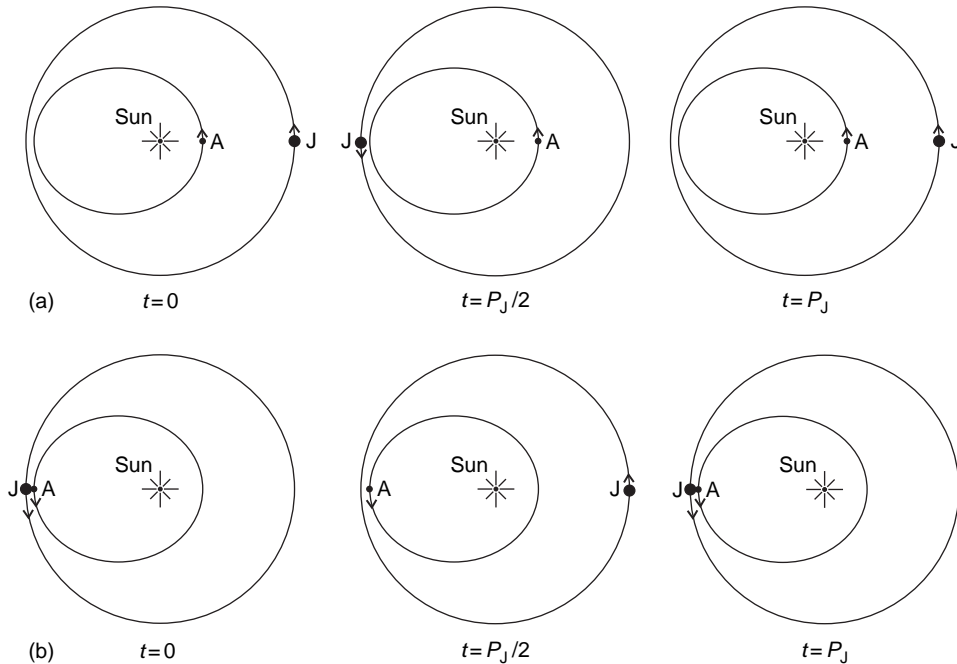 Sun Sun Sun
A J J A A J
(a) t = 0 t = P_J/2 t = P_J
Sun Sun Sun
J A A J J A
(b) t = 0 t = P_J/2 t = P_J